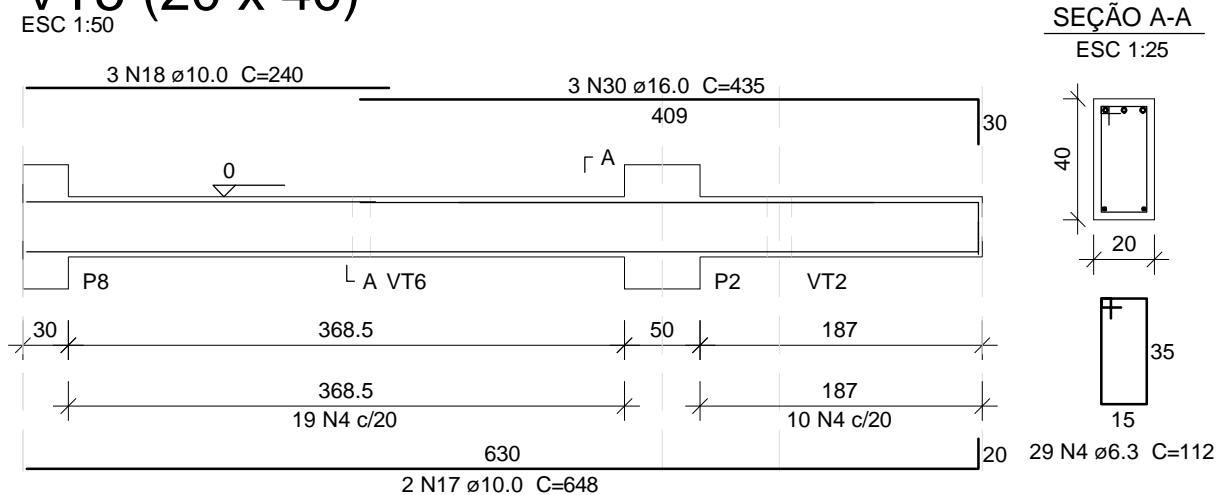 (20 x 40)
ESC 1:50
SEÇÃO A-A
ESC 1:25
3 N18 ø10.0 C=240
3 N30 ø16.0 C=435
409
30
A
0
40
20
P8
A VT6
P2
VT2
30
368.5
50
187
35
15
368.5
187
19 N4 c/20
10 N4 c/20
630
20
29 N4 ø6.3 C=112
2 N17 ø10.0 C=648